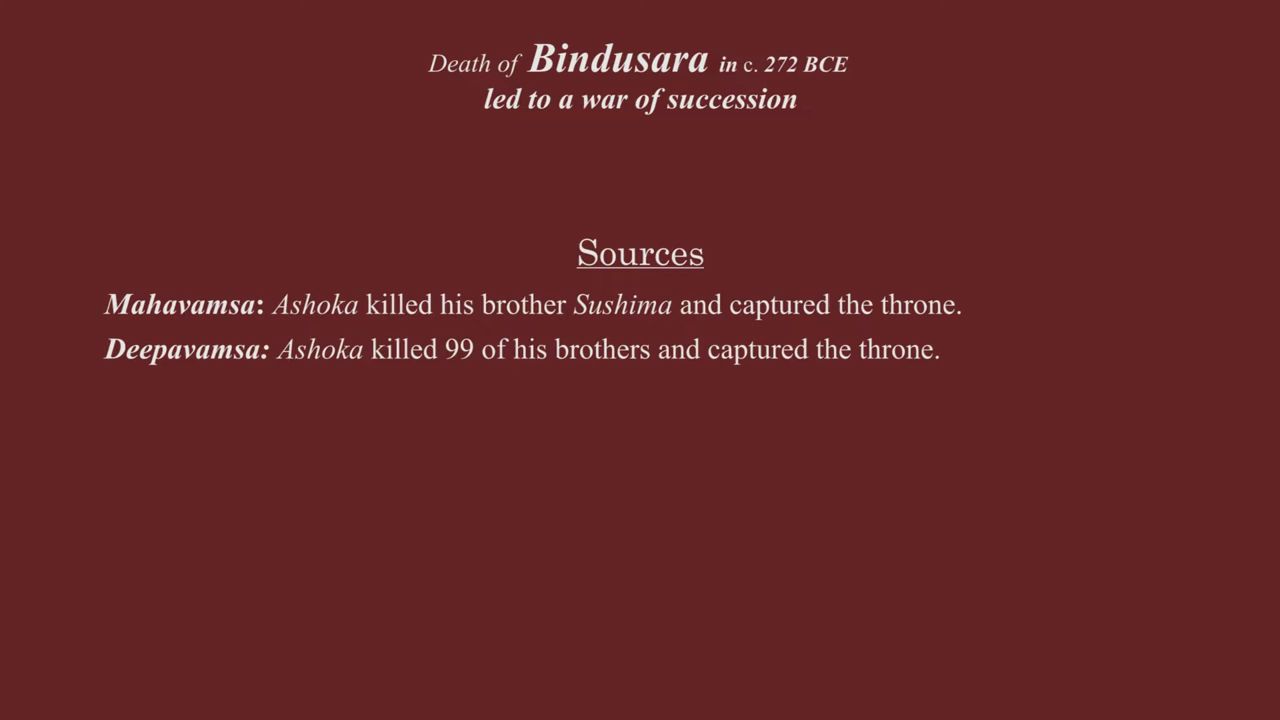 Death of Bindusara in c. 272 BCE
led to a war of succession
Sources
Mahavamsa: Ashoka killed his brother Sushima and captured the throne.
Deepavamsa: Ashoka killed 99 of his brothers and captured the throne.